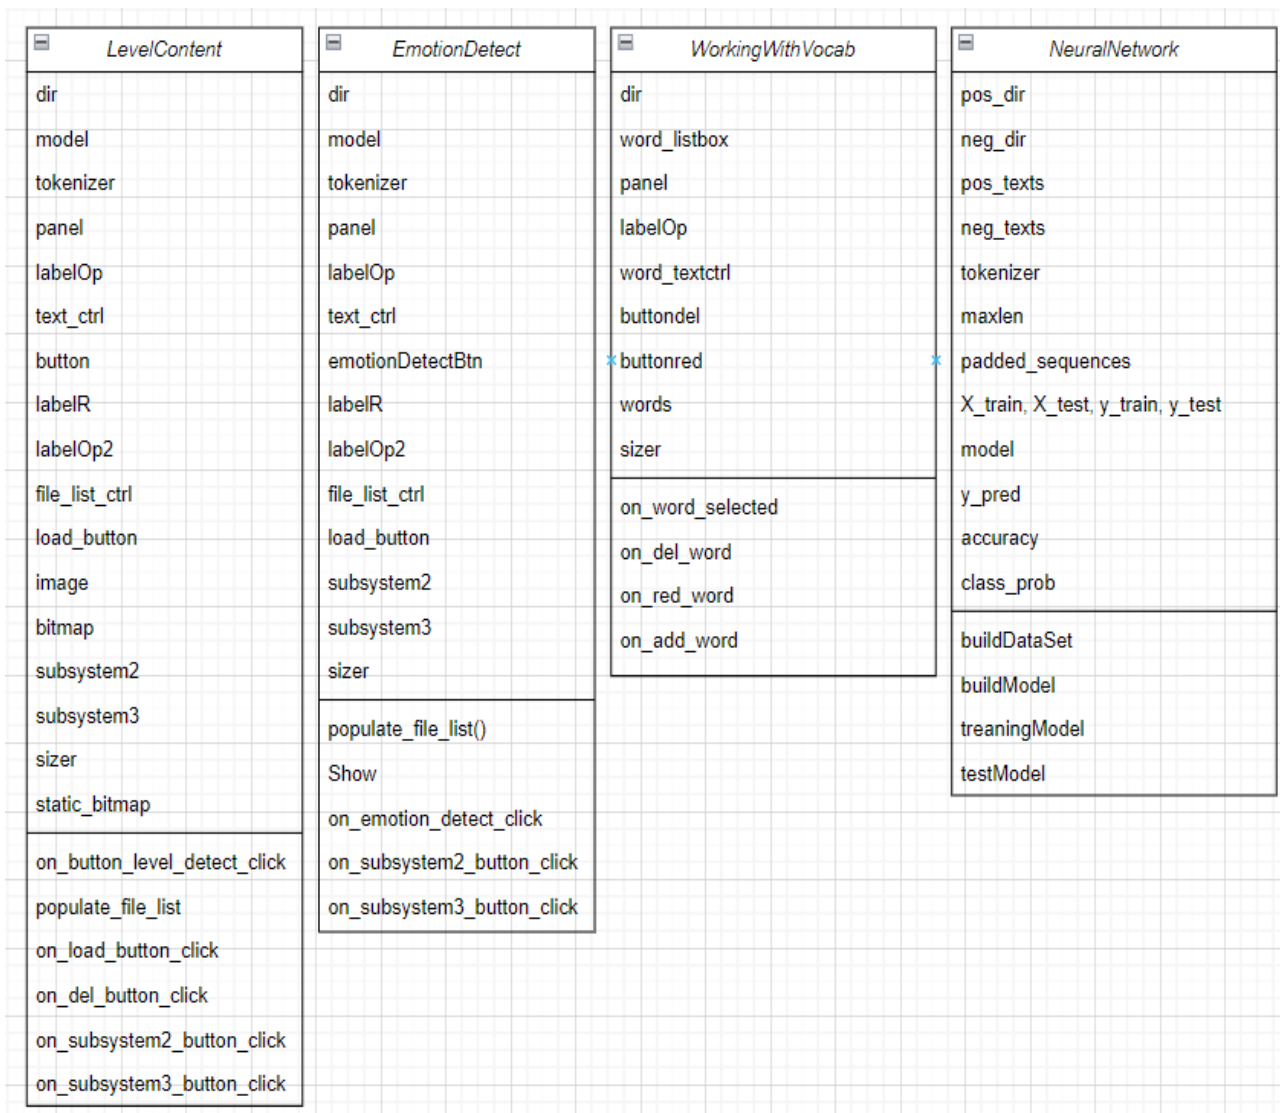 LevelContent
dir
model
tokenizer
panel
labelOp
text_ctrl
button
labelR
labelOp2
file_list_ctrl
load_button
image
bitmap
subsystem2
subsystem3
sizer
static_bitmap
on_button_level_detect_click
populate_file_list
on_load_button_click
on_del_button_click
on_subsystem2_button_click
on_subsystem3_button_click
EmotionDetect
dir
model
tokenizer
panel
labelOp
text_ctrl
emotionDetectBtn
labelR
labelOp2
file_list_ctrl
load_button
subsystem2
subsystem3
sizer
populate_file_list()
Show
on_emotion_detect_click
on_subsystem2_button_click
on_subsystem3_button_click
WorkingWithVocab
dir
word_listbox
panel
labelOp
word_textctrl
buttondel
buttonred
words
sizer
on_word_selected
on_del_word
on_red_word
on_add_word
NeuralNetwork
pos_dir
neg_dir
pos_texts
neg_texts
tokenizer
maxlen
padded_sequences
X_train, X_test, y_train, y_test
model
y_pred
accuracy
class_prob
buildDataSet
buildModel
treaningModel
testModel